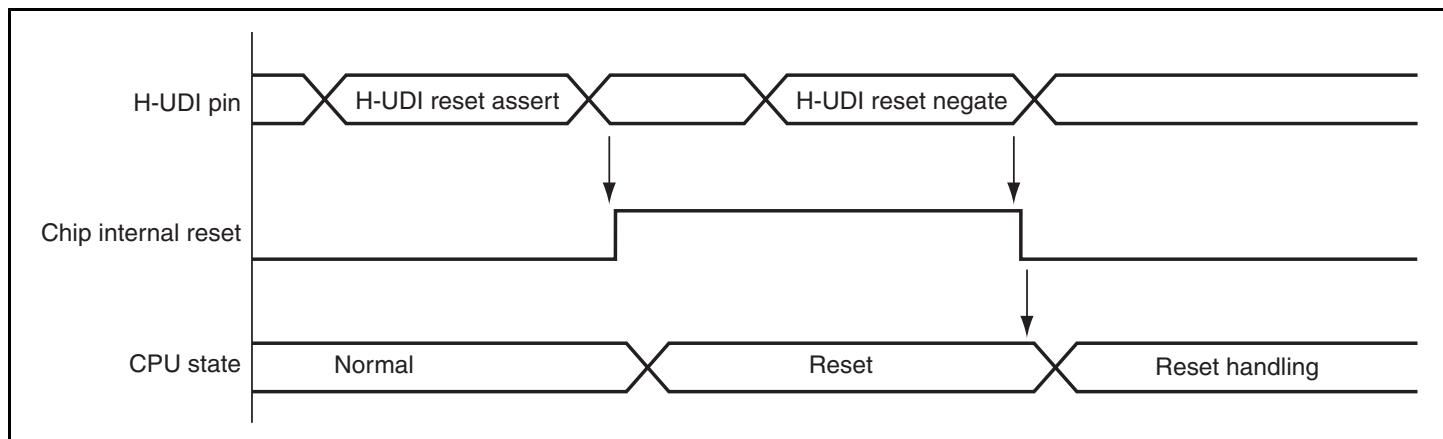 H-UDI pin
H-UDI reset assert
H-UDI reset negate
Chip internal reset
CPU state
Normal
Reset
Reset handling